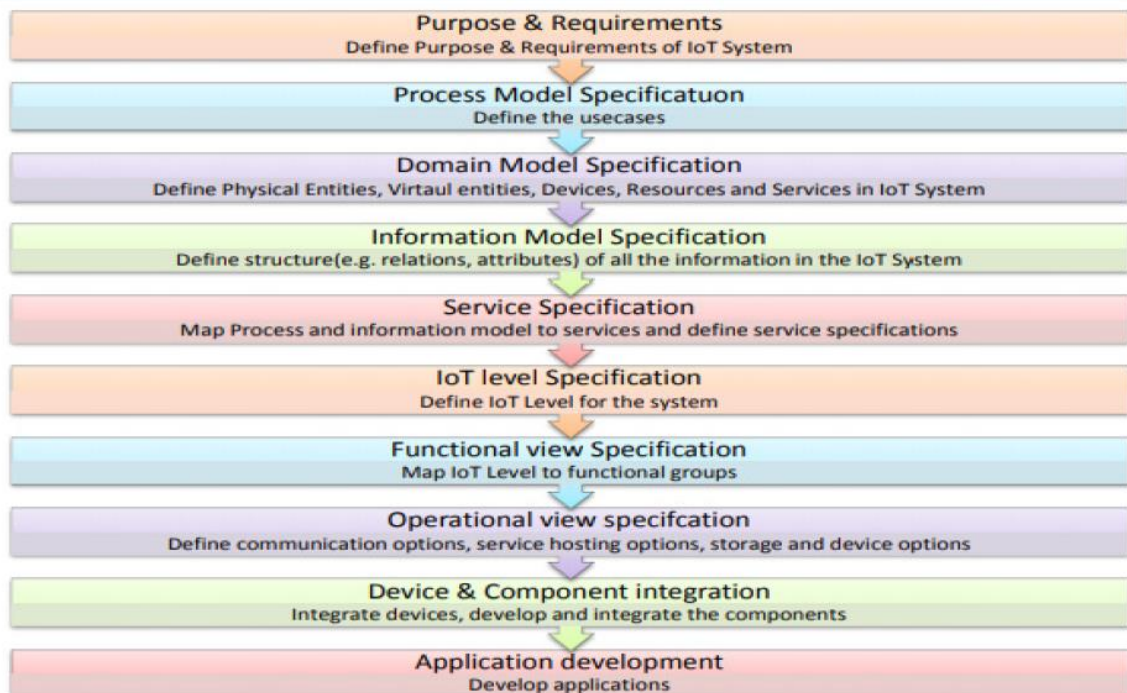 Purpose & Requirements
Define Purpose & Requirements of IoT System
Process Model Specificatuon
Define the usecases
Domain Model Specification
Define Physical Entities, Virtaul entities, Devices, Resources and Services in IoT System
Information Model Specification
Define structure(e.g. relations, attributes) of all the information in the IoT System
Service Specification
Map Process and information model to services and define service specifications
IoT level Specification
Define IoT Level for the system
Functional view Specification
Map IoT Level to functional groups
Operational view specifcation
Define communication options, service hosting options, storage and device options
Device & Component integration
Integrate devices, develop and integrate the components
Application development
Develop applications